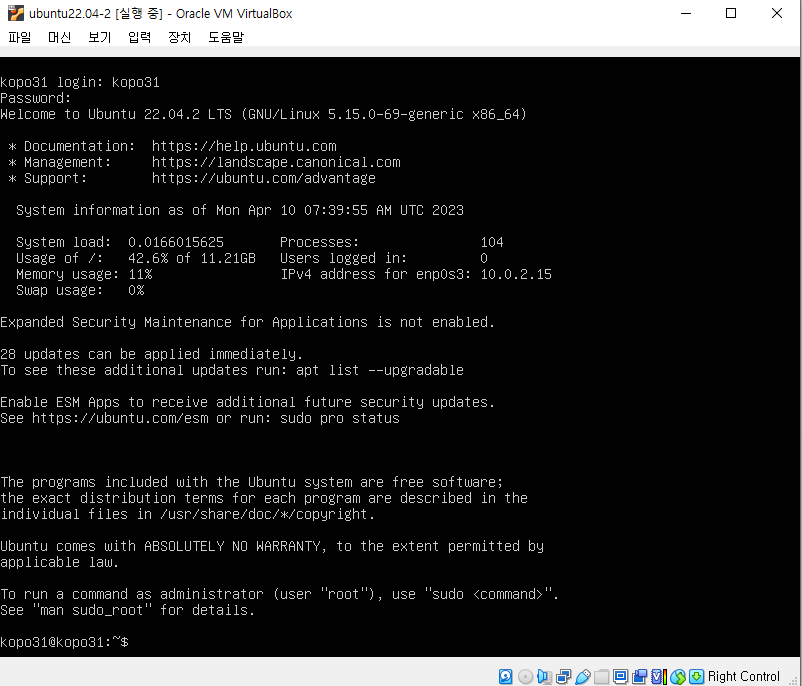 ubuntu22.04-2 [실행 중] - Oracle VM VirtualBox
파일 머신 보기 입력 장치 도움말
kopo31 login: kopo31
Password:
Welcome to Ubuntu 22.04.2 LTS (GNU/Linux 5.15.0-69-generic x86_64)
* Documentation: https://help.ubuntu.com
* Management: https://landscape.canonical.com
* Support: https://ubuntu.com/advantage
System information as of Mon Apr 10 07:39:55 AM UTC 2023
System load: 0.0166015625 Processes: 104
Usage of /: 42.6% of 11.21GB Users logged in: 0
Memory usage: 11% IPv4 address for enp0s3: 10.0.2.15
Swap usage: 0%
Expanded Security Maintenance for Applications is not enabled.
28 updates can be applied immediately.
To see these additional updates run: apt list --upgradable
Enable ESM Apps to receive additional future security updates.
See https://ubuntu.com/esm or run: sudo pro status
The programs included with the Ubuntu system are free software;
the exact distribution terms for each program are described in the
individual files in /usr/share/doc/*/copyright.
Ubuntu comes with ABSOLUTELY NO WARRANTY, to the extent permitted by
applicable law.
To run a command as administrator (user "root"), use "sudo <command>".
See "man sudo_root" for details.
kopo31@kopo31:~$
Right Control